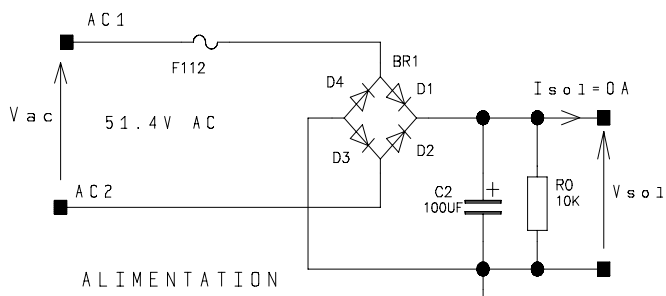 AC1
F112
BR1
D4
D1
Isol=0A
Vac
51.4V AC
D3
D2
C2
100UF
+
R0
10K
Vsol
AC2
ALIMENTATION